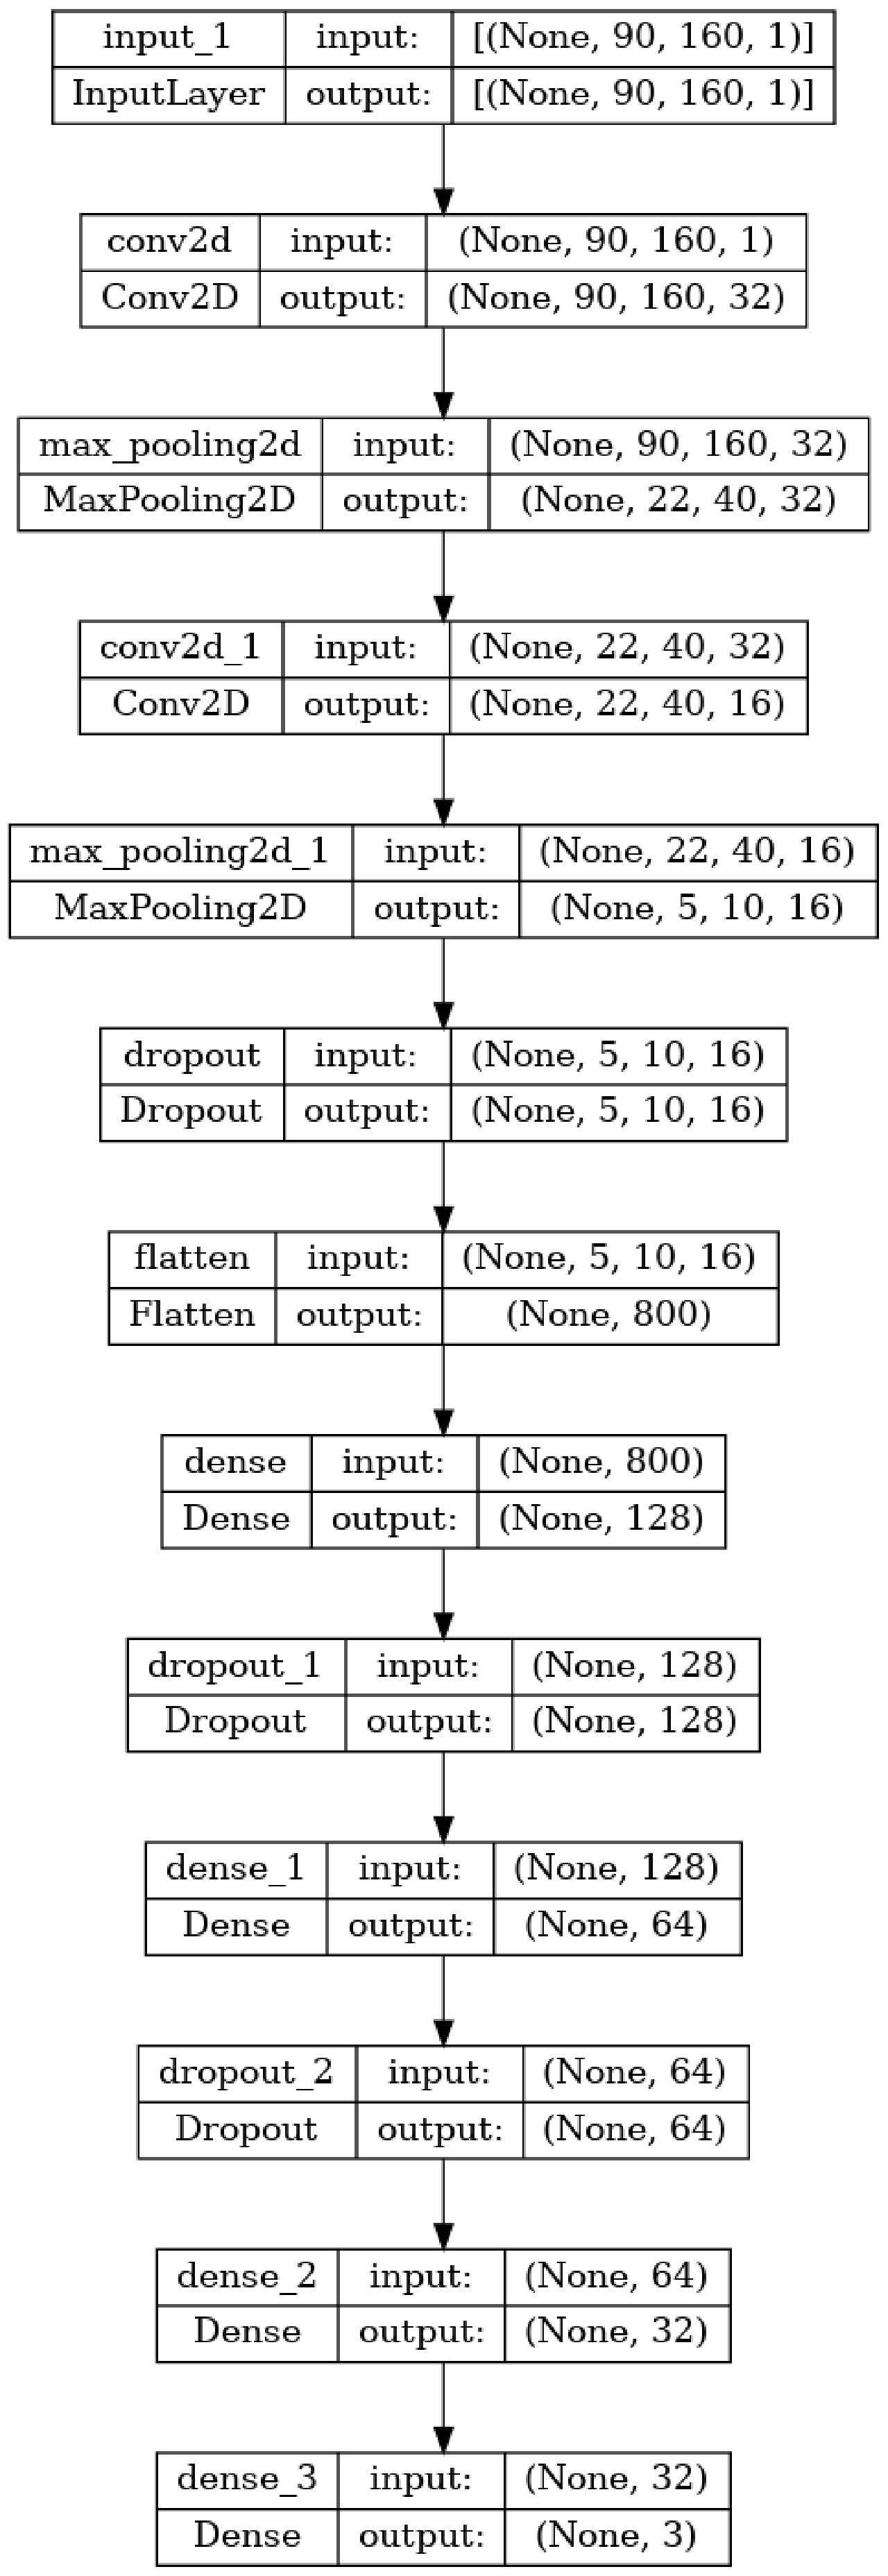 input_1 input: [(None, 90, 160, 1)]
InputLayer output: [(None, 90, 160, 1)]
conv2d input: (None, 90, 160, 1)
Conv2D output: (None, 90, 160, 32)
max_pooling2d input: (None, 90, 160, 32)
MaxPooling2D output: (None, 22, 40, 32)
conv2d_1 input: (None, 22, 40, 32)
Conv2D output: (None, 22, 40, 16)
max_pooling2d_1 input: (None, 22, 40, 16)
MaxPooling2D output: (None, 5, 10, 16)
dropout input: (None, 5, 10, 16)
Dropout output: (None, 5, 10, 16)
flatten input: (None, 5, 10, 16)
Flatten output: (None, 800)
dense input: (None, 800)
Dense output: (None, 128)
dropout_1 input: (None, 128)
Dropout output: (None, 128)
dense_1 input: (None, 128)
Dense output: (None, 64)
dropout_2 input: (None, 64)
Dropout output: (None, 64)
dense_2 input: (None, 64)
Dense output: (None, 32)
dense_3 input: (None, 32)
Dense output: (None, 3)